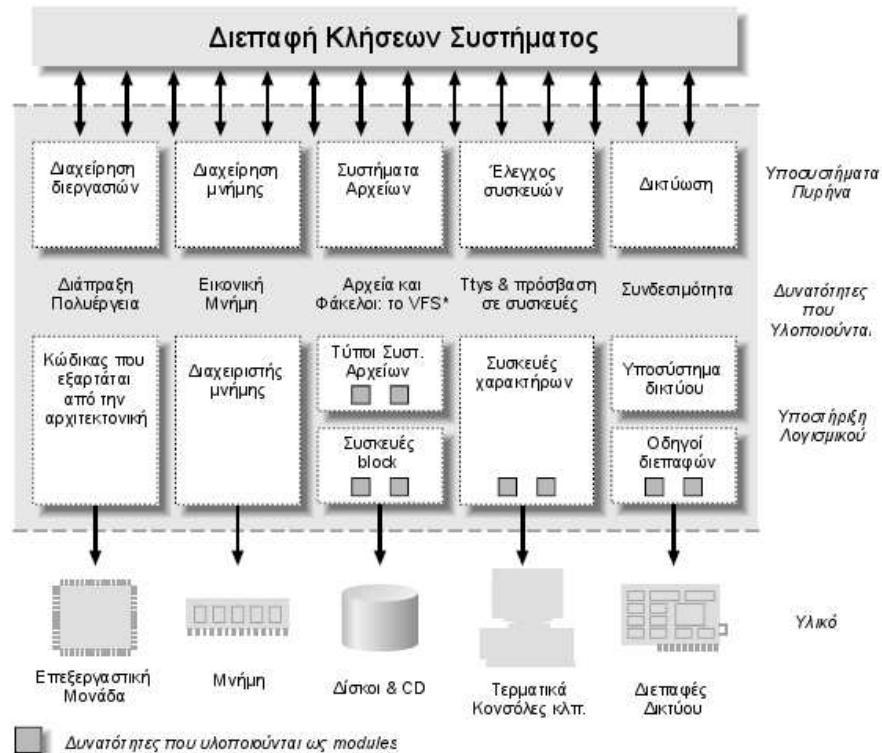 Διεπαφή Κλήσεων Συστήματος
Διαχείρηση
διεργασιών
Διαχείρηση
μνήμης
Συστήματα
Αρχείων
Έλεγχος
συσκευών
Δικτύωση
Υποσυστήματα
Πυρήνα
Διάπραξη
Πολυέργεια
Εικονική
Μνήμη
Αρχεία και
Φάκελοι: το VFS*
Ttys & πρόσβαση
σε συσκευές
Συνδεσιμότητα
Δυνατότητες
που
Υλοποιούνται
Κώδικας που
εξαρτάται
από την
αρχιτεκτονική
Διαχειριστής
μνήμης
Τύποι Συστ.
Αρχείων
Συσκευές
block
Συσκευές
χαρακτήρων
Υποσύστημα
δικτύου
Οδηγοί
διεπαφών
Υποστήριξη
Λογισμικού
Επεξεργαστική
Μονάδα
Μνήμη
Δίσκοι & CD
Τερματικά
Κονσόλες κλπ.
Διεπαφές
Δικτύου
Υλικό
Δυνατότητες που υλοποιούνται ως modules